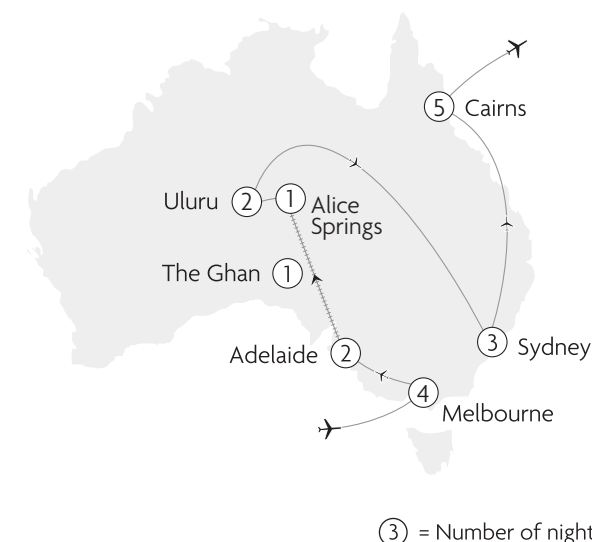 5 Cairns
Uluru 2 1 Alice
Springs
The Ghan 1
3 Sydney
Adelaide 2
4
Melbourne
3 = Number of night